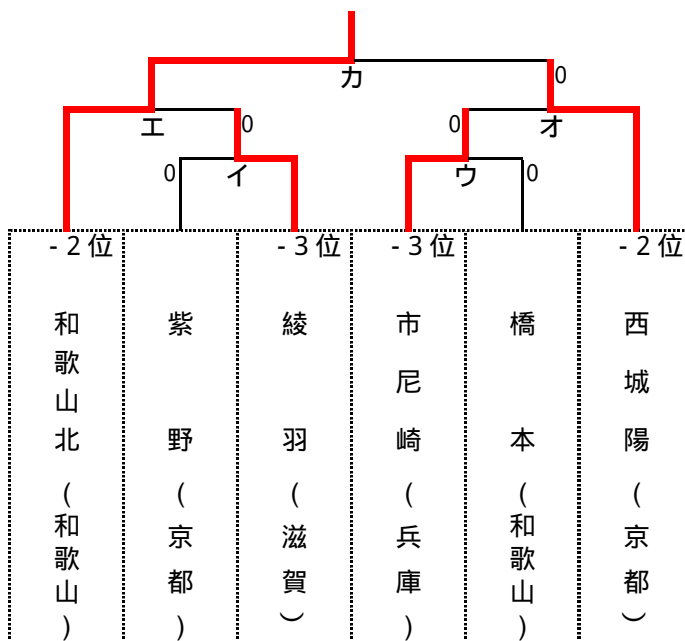 カ
0
エ
0
0
オ
0
イ
ウ
0
-2位
-3位
-3位
-2位
和歌山北(和歌山)
紫野(京都)
綾羽(滋賀)
市尼崎(兵庫)
橋本(和歌山)
西城陽(京都)